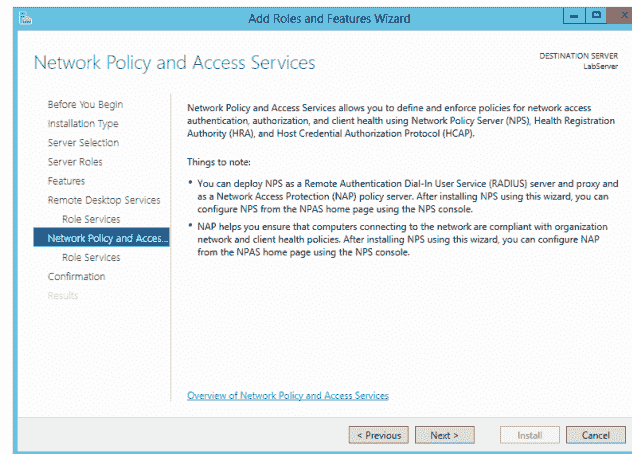 Add Roles and Features Wizard
Network Policy and Access Services
DESTINATION SERVER
LabServer
Before You Begin
Installation Type
Server Selection
Server Roles
Features
Remote Desktop Services
Role Services
Network Policy and Acces...
Role Services
Confirmation
Results
Network Policy and Access Services allows you to define and enforce policies for network access
authentication, authorization, and client health using Network Policy Server (NPS), Health Registration
Authority (HRA), and Host Credential Authorization Protocol (HCAP).
Things to note:
• You can deploy NPS as a Remote Authentication Dial-In User Service (RADIUS) server and proxy and
as a Network Access Protection (NAP) policy server. After installing NPS using this wizard, you can
configure NPS from the NPAS home page using the NPS console.
• NAP helps you ensure that computers connecting to the network are compliant with organization
network and client health policies. After installing NPS using this wizard, you can configure NAP
from the NPAS home page using the NPS console.
Overview of Network Policy and Access Services
< Previous
Next >
Install
Cancel